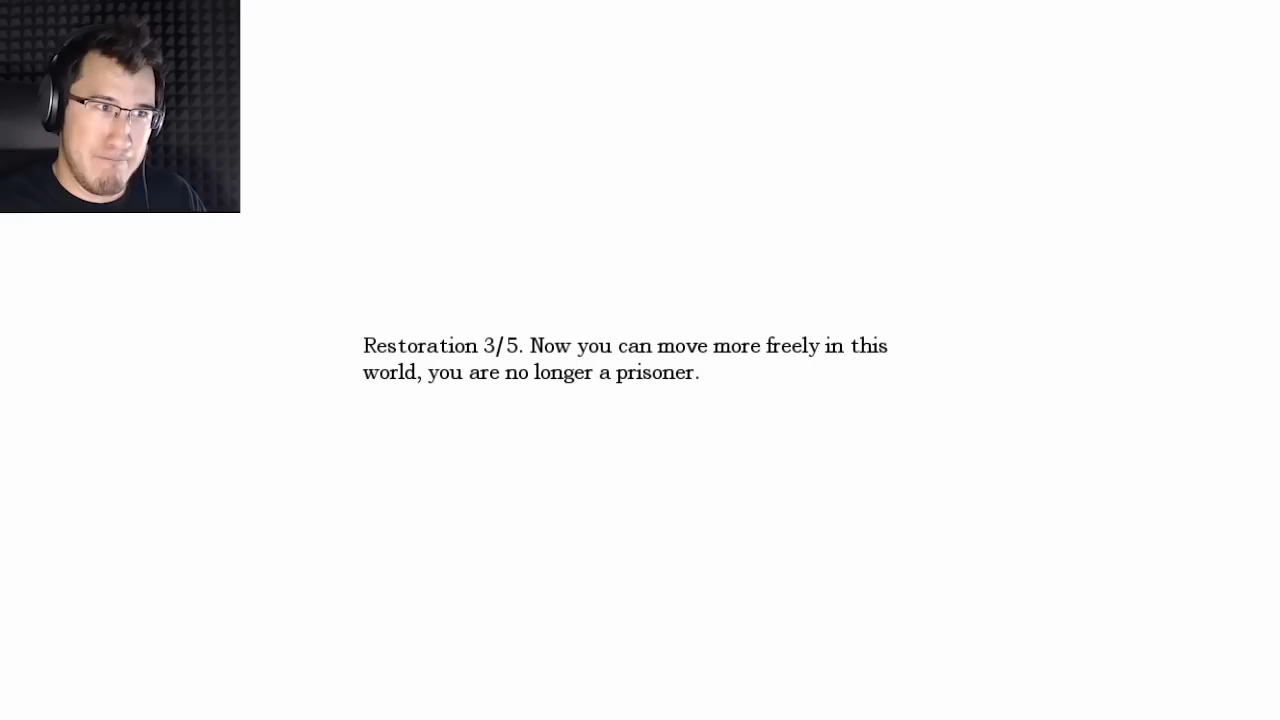 Restoration 3/5. Now you can move more freely in this
world, you are no longer a prisoner.